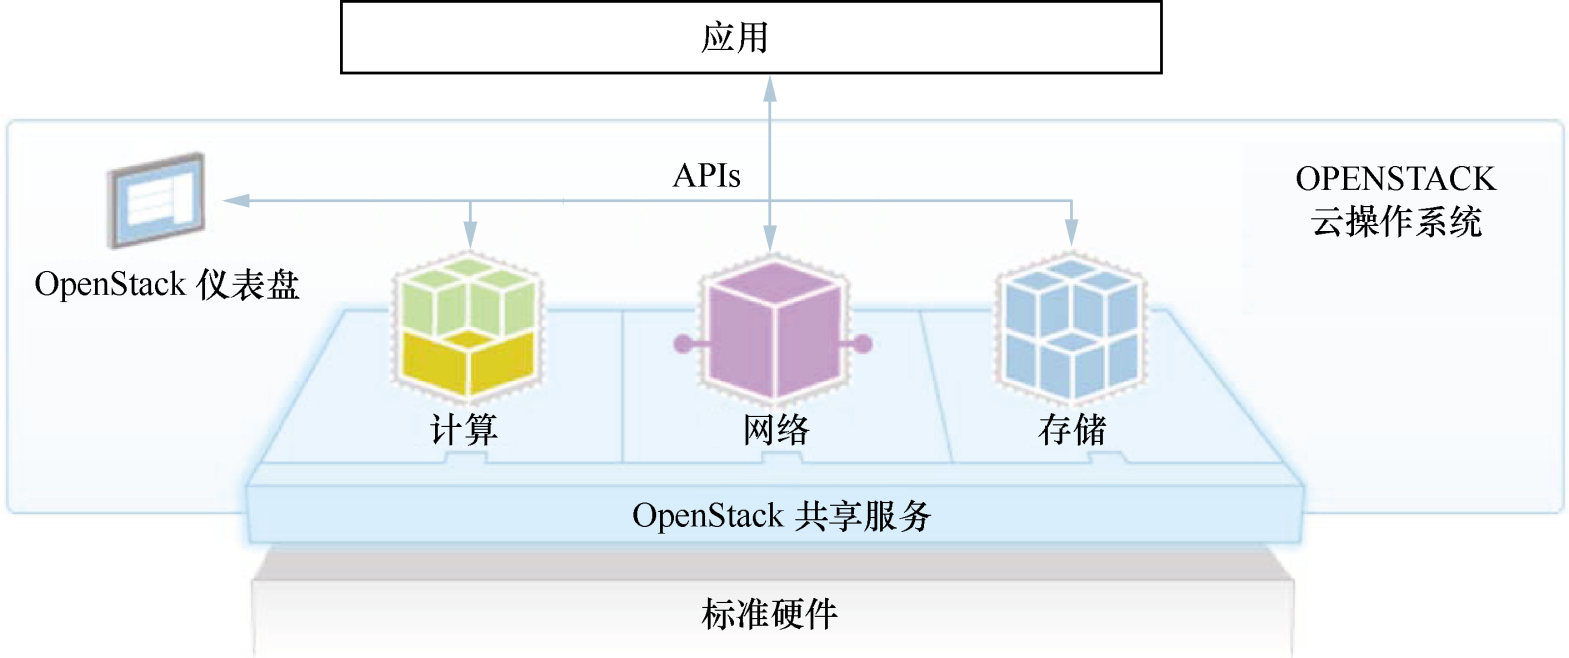 应用
APIs
OPENSTACK
云操作系统
OpenStack 仪表盘
计算
网络
存储
OpenStack 共享服务
标准硬件